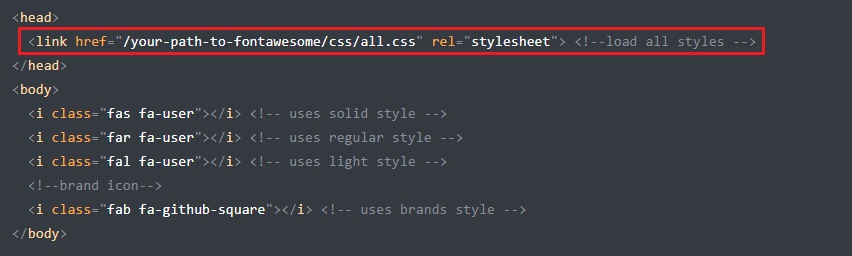 <head>
<link href="/your-path-to-fontawesome/css/all.css" rel="stylesheet"> <!--load all styles -->
</head>
<body>
<i class="fas fa-user"></i> <!-- uses solid style -->
<i class="far fa-user"></i> <!-- uses regular style -->
<i class="fal fa-user"></i> <!-- uses light style -->
<!--brand icon-->
<i class="fab fa-github-square"></i> <!-- uses brands style -->
</body>